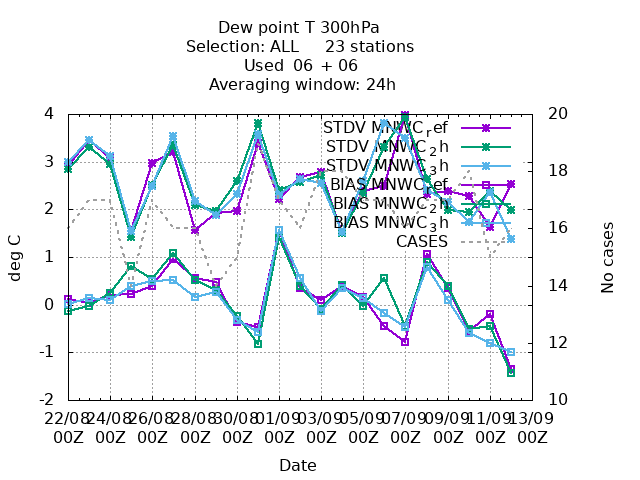 Dew point T 300hPa
Selection: ALL 23 stations
Used 06 + 06
Averaging window: 24h
4
3
2
1
0
-1
-2
deg C
20
18
16
14
12
10
No cases
STDV MNWC_ref
STDV MNWC_2h
STDV MNWC_3h
BIAS MNWC_ref
BIAS MNWC_2h
BIAS MNWC_3h
CASES
22/08 24/08 26/08 28/08 30/08 01/09 03/09 05/09 07/09 09/09 11/09 13/09
00Z 00Z 00Z 00Z 00Z 00Z 00Z 00Z 00Z 00Z 00Z 00Z
Date